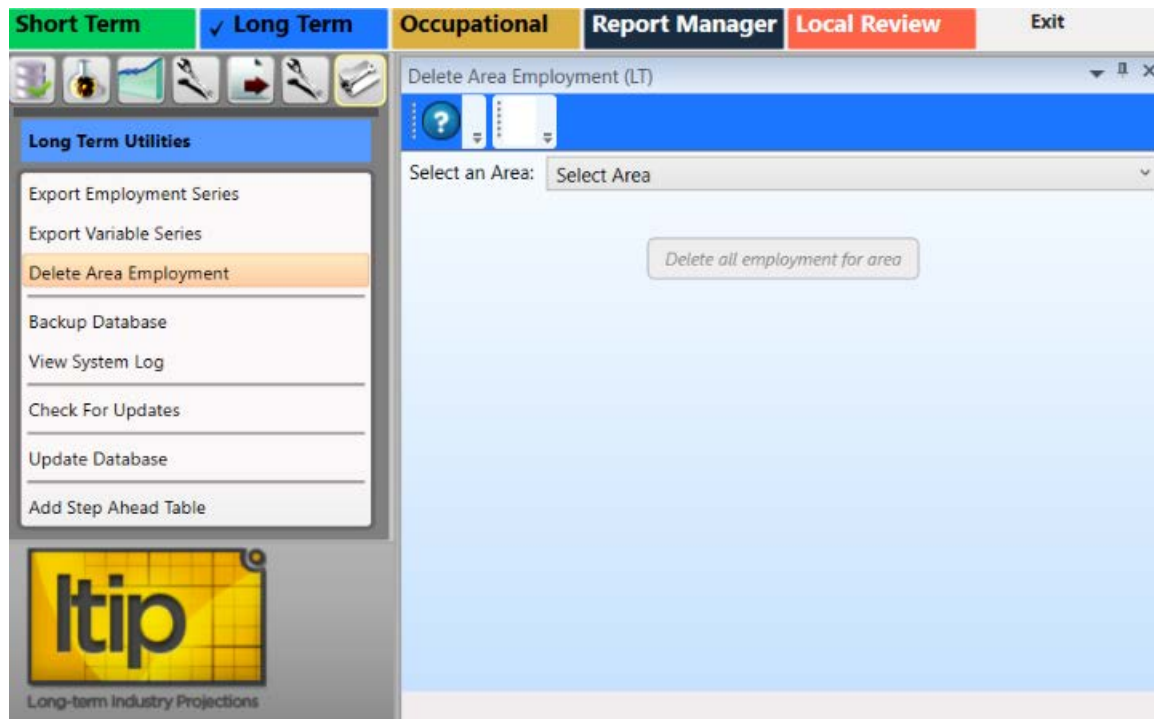 Short Term ✓ Long Term Occupational Report Manager Local Review Exit
Long Term Utilities
Export Employment Series
Export Variable Series
Delete Area Employment
Backup Database
View System Log
Check For Updates
Update Database
Add Step Ahead Table
ltip
Long-term Industry Projections
Delete Area Employment (LT)
?
Select an Area: Select Area
Delete all employment for area